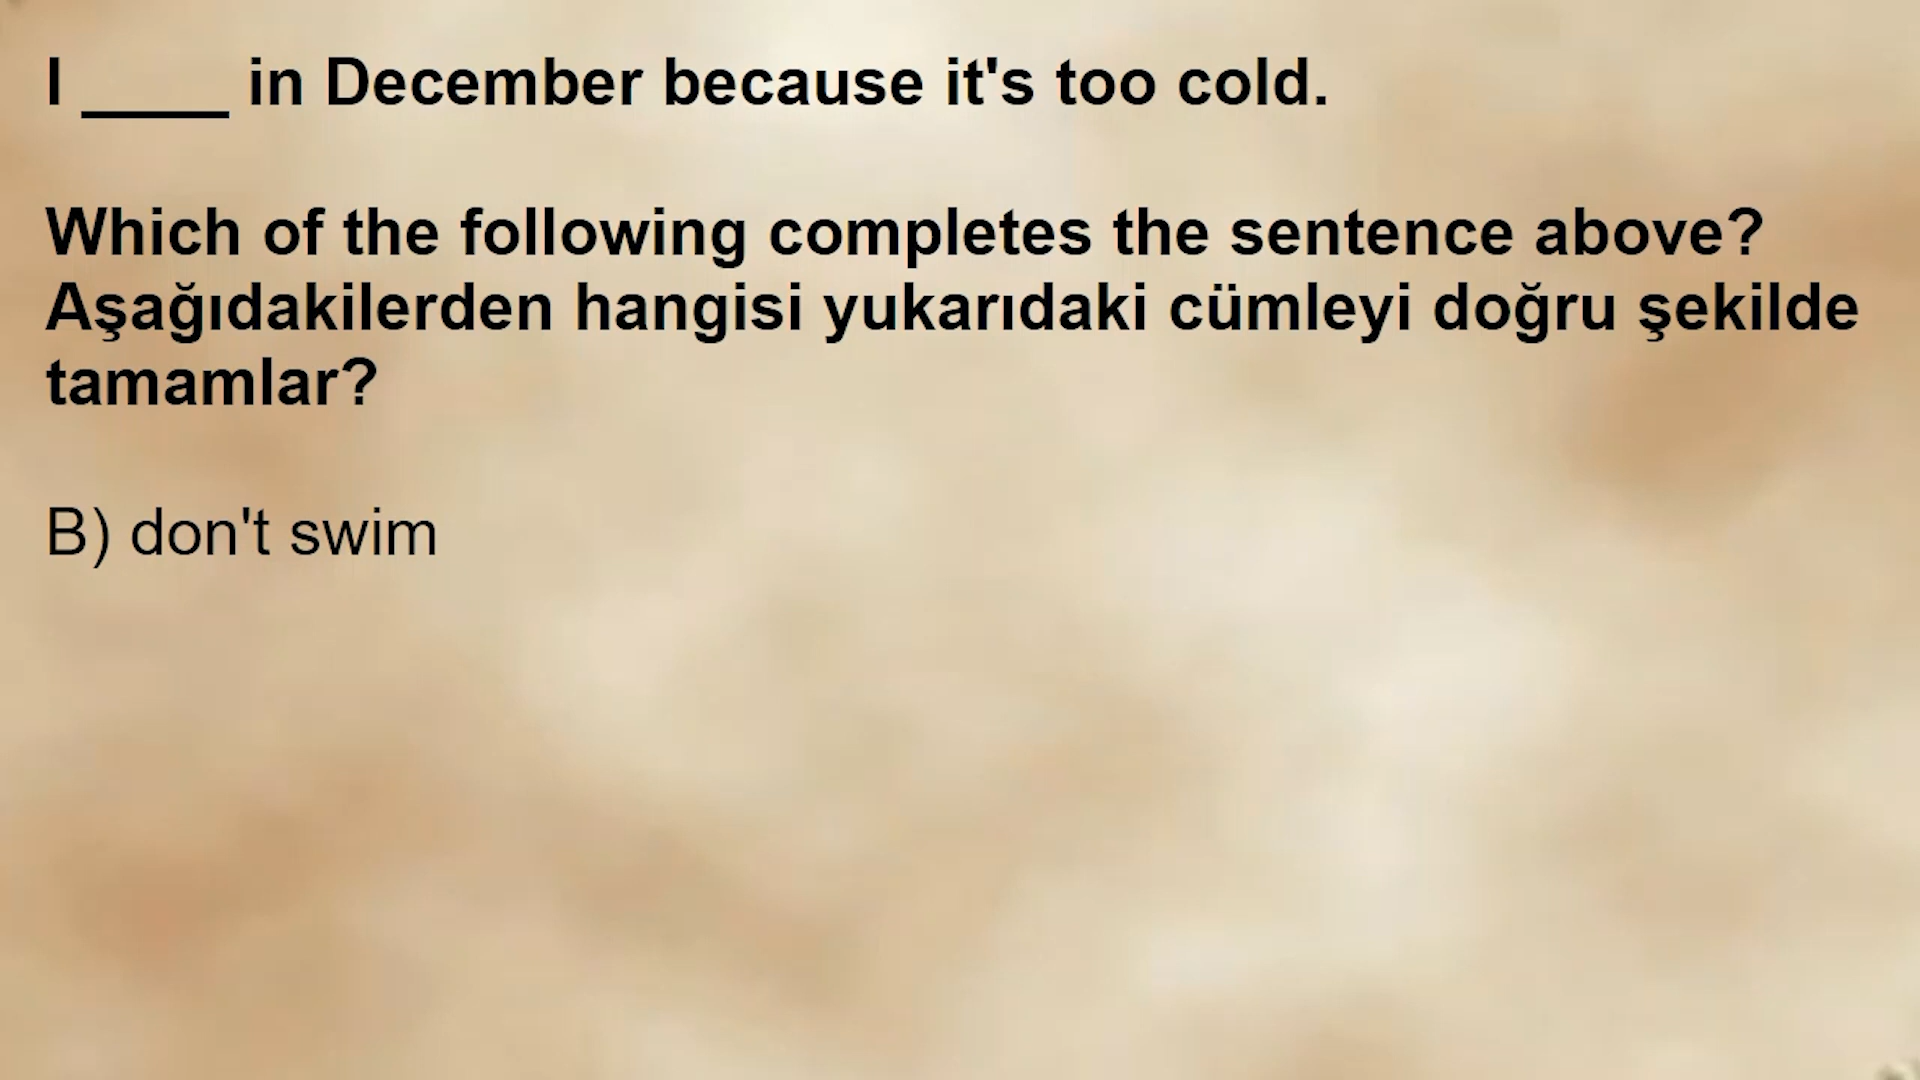 I ____ in December because it's too cold.
Which of the following completes the sentence above?
Aşağıdakilerden hangisi yukarıdaki cümleyi doğru şekilde
tamamlar?
B) don't swim